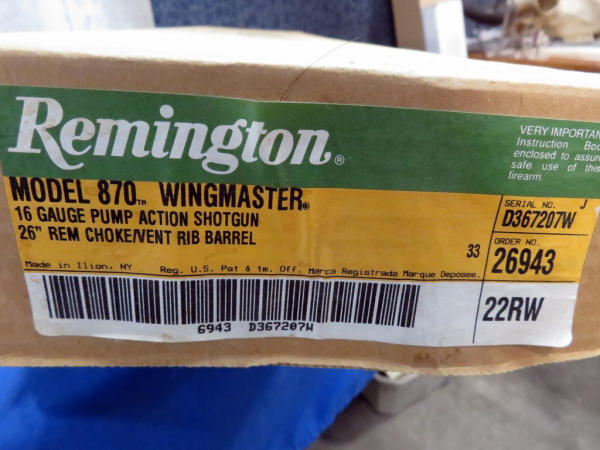 Remington®
VERY IMPORTAN
Instruction Boo
enclosed to assure
safe use of this
firearm.
MODEL 870™ WINGMASTER®
16 GAUGE PUMP ACTION SHOTGUN
26" REM CHOKE/VENT RIB BARREL
33
SERIAL NO. J
D367207W
ORDER NO.
26943
Made in Ilion, NY Reg. U.S. Pat & tm. Off. Marca Registrada Marque Deposee.
22RW
6943 D367207W